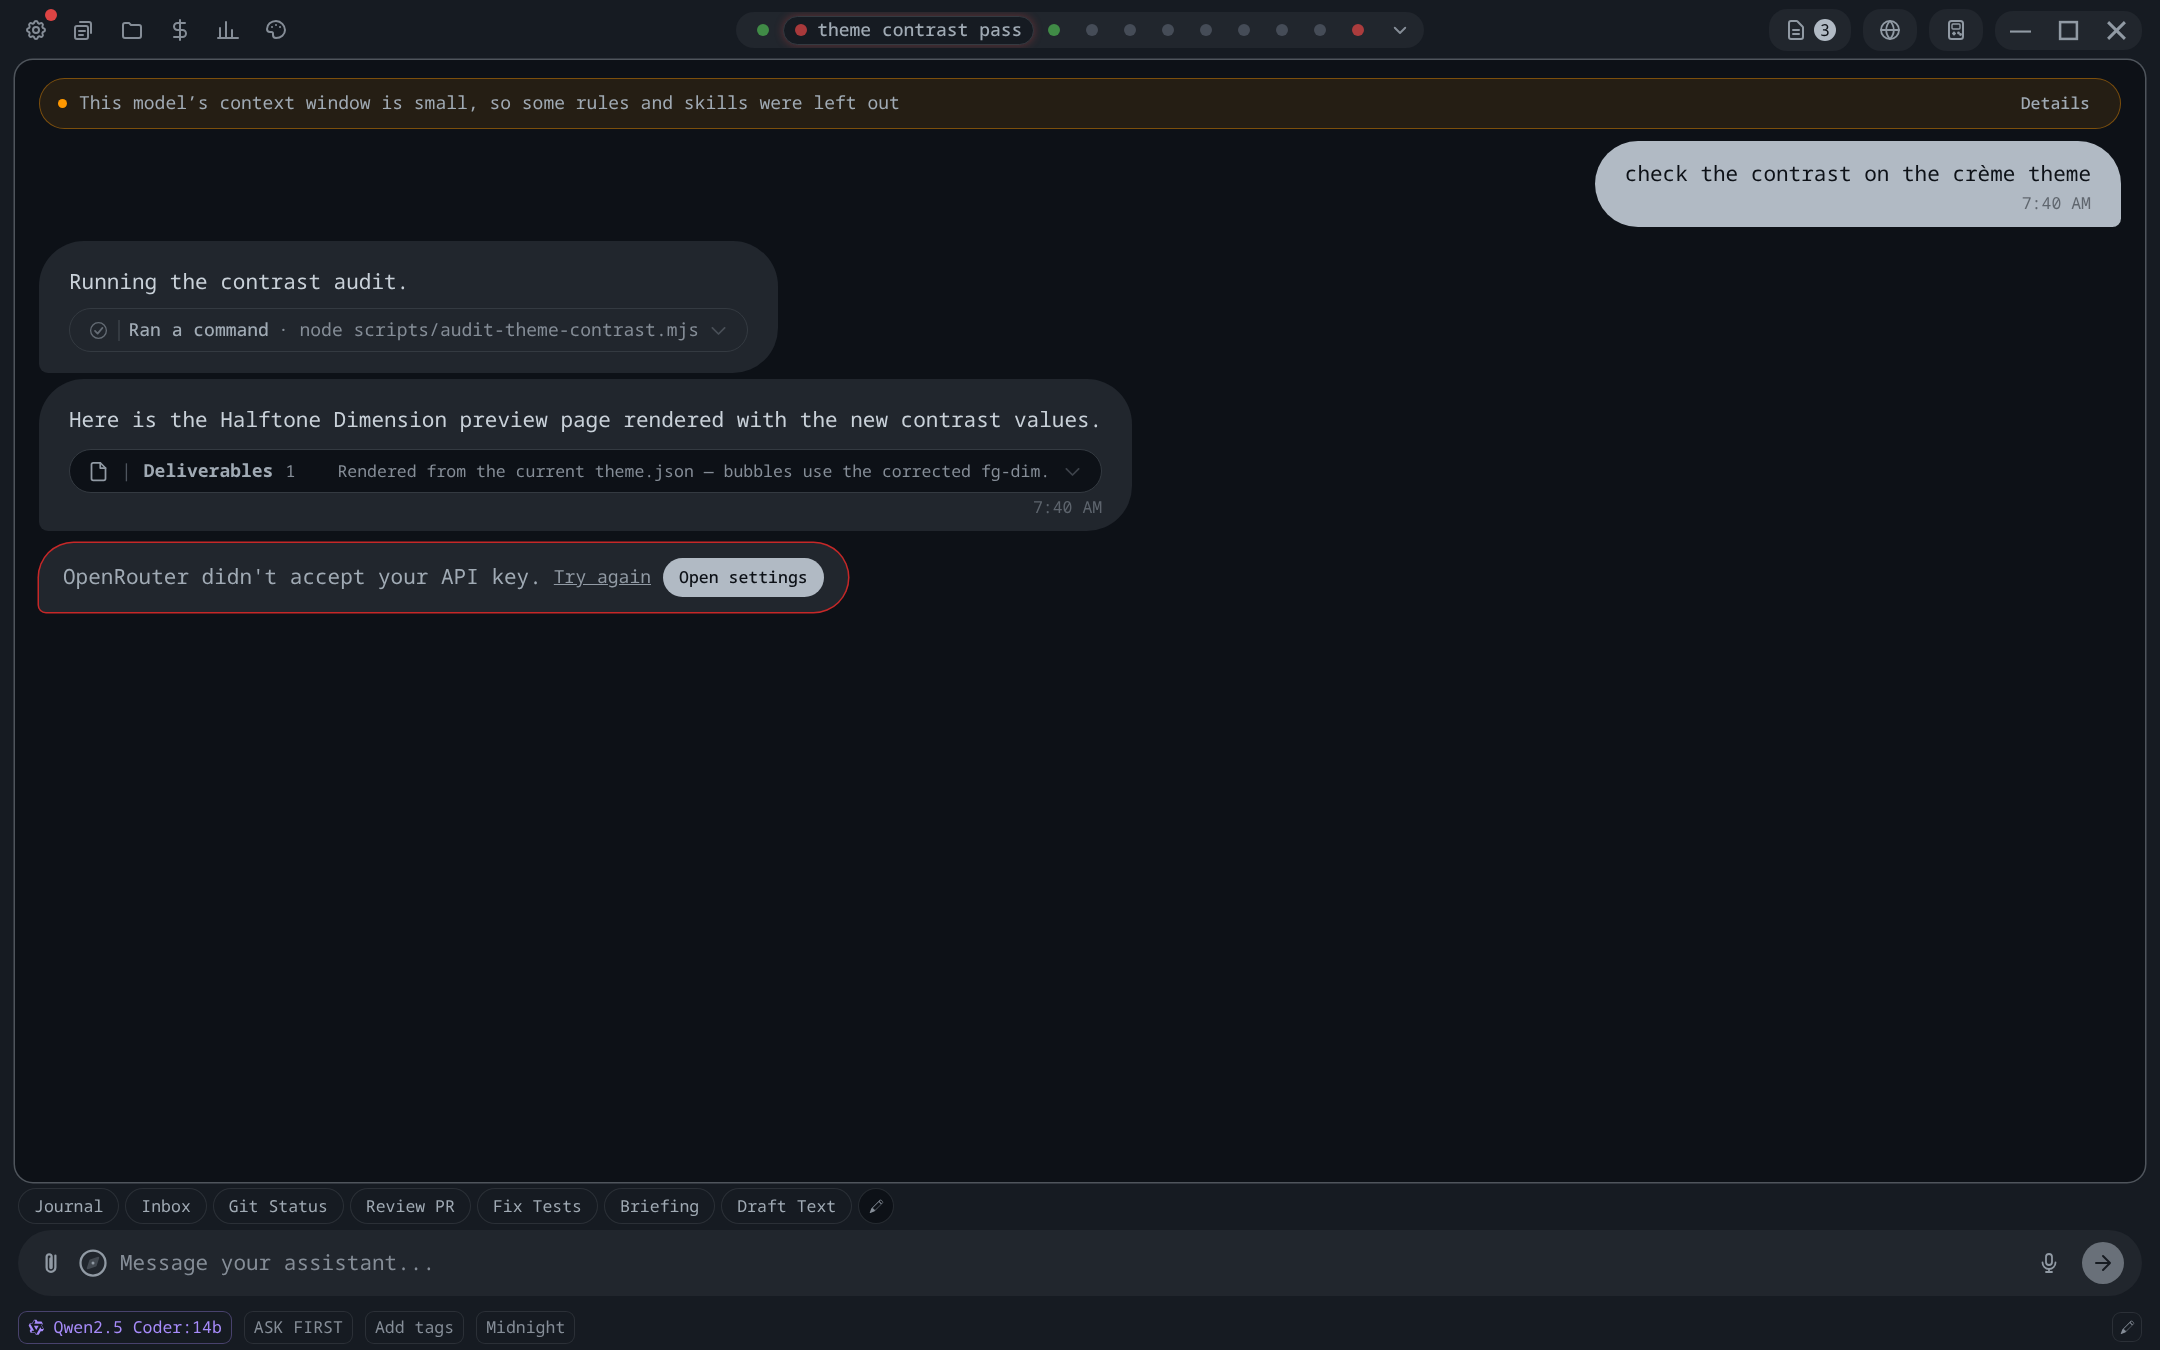 theme contrast pass
3
This model’s context window is small, so some rules and skills were left out
Details
check the contrast on the crème theme
7:40 AM
Running the contrast audit.
Ran a command · node scripts/audit-theme-contrast.mjs
Here is the Halftone Dimension preview page rendered with the new contrast values.
Deliverables 1 Rendered from the current theme.json — bubbles use the corrected fg-dim.
7:40 AM
OpenRouter didn't accept your API key. Try again Open settings
Journal Inbox Git Status Review PR Fix Tests Briefing Draft Text
Message your assistant...
Qwen2.5 Coder:14b ASK FIRST Add tags Midnight